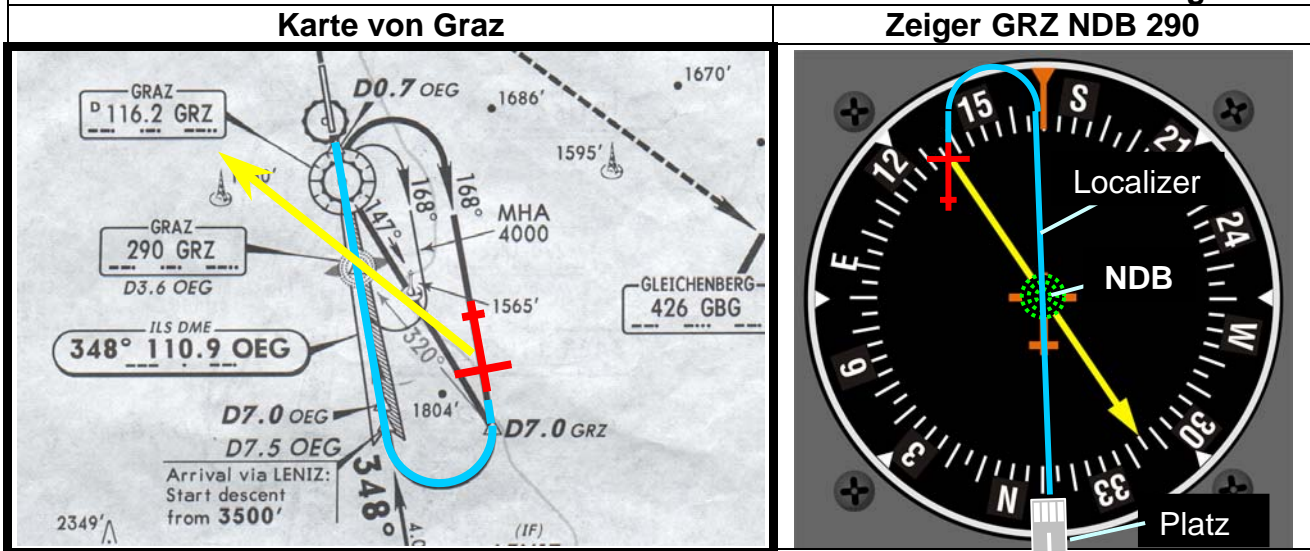 Karte von Graz
Zeiger GRZ NDB 290
GRAZ
D 116.2 GRZ
D0.7 OEG
1686'
1670'
1595'
168°
168°
147°
MHA
4000
GRAZ
290 GRZ
D3.6 OEG
1565'
GLEICHENBERG
426 GBG
ILS DME
348° 110.9 OEG
320°
D7.0 OEG
1804'
D7.0 GRZ
D7.5 OEG
Arrival via LENIZ:
Start descent
from 3500'
348°
2349'
(IF)
15
S
21
12
Localizer
24
E
NDB
W
6
30
3
33
N
Platz